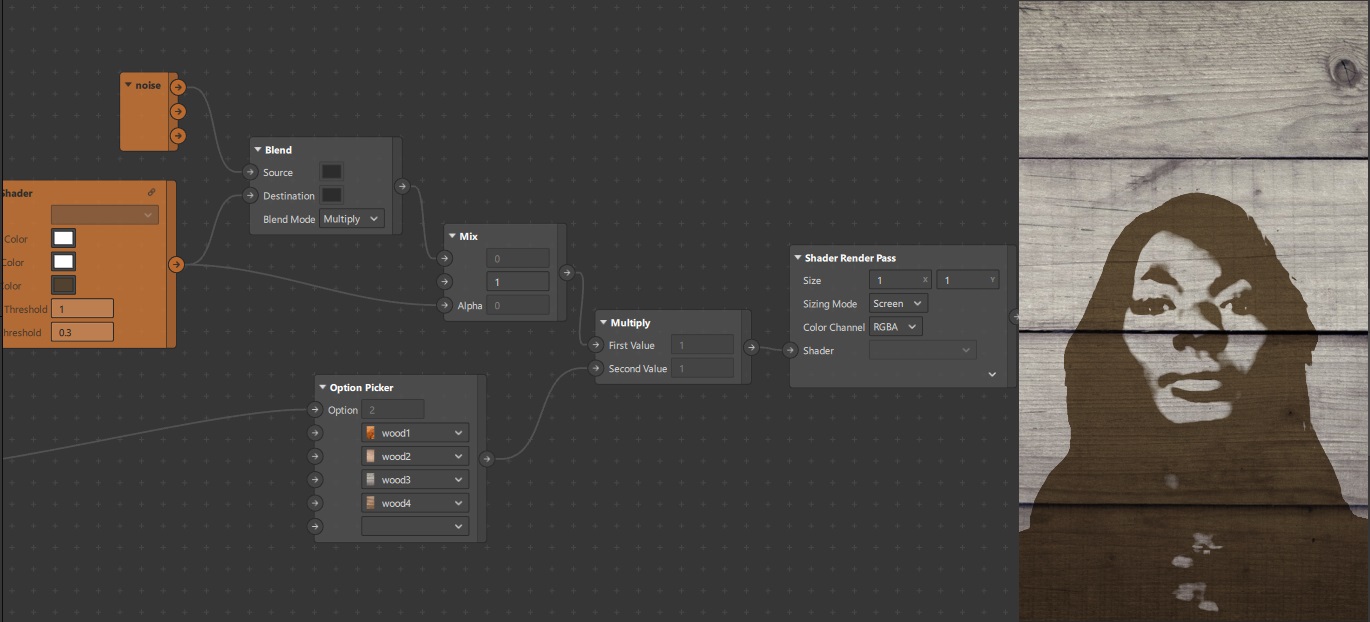 noise
Shader
Color
Color
olor
Threshold 1
hreshold 0.3
Blend
Source
Destination
Blend Mode Multiply
Mix
0
1
Alpha 0
Option Picker
Option 2
wood1
wood2
wood3
wood4
Multiply
First Value 1
Second Value 1
Shader Render Pass
Size 1 X 1 Y
Sizing Mode Screen
Color Channel RGBA
Shader